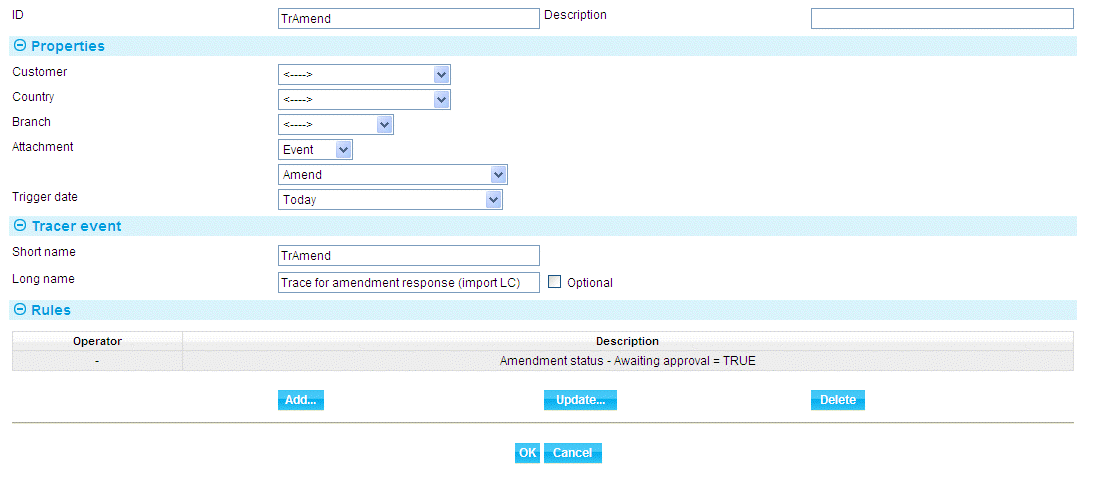 ID TrAmend Description
Properties
Customer <---->
Country <---->
Branch <---->
Attachment Event
Amend
Trigger date Today
Tracer event
Short name TrAmend
Long name Trace for amendment response (import LC) Optional
Rules
Operator Description
- Amendment status - Awaiting approval = TRUE
Add... Update... Delete
OK Cancel